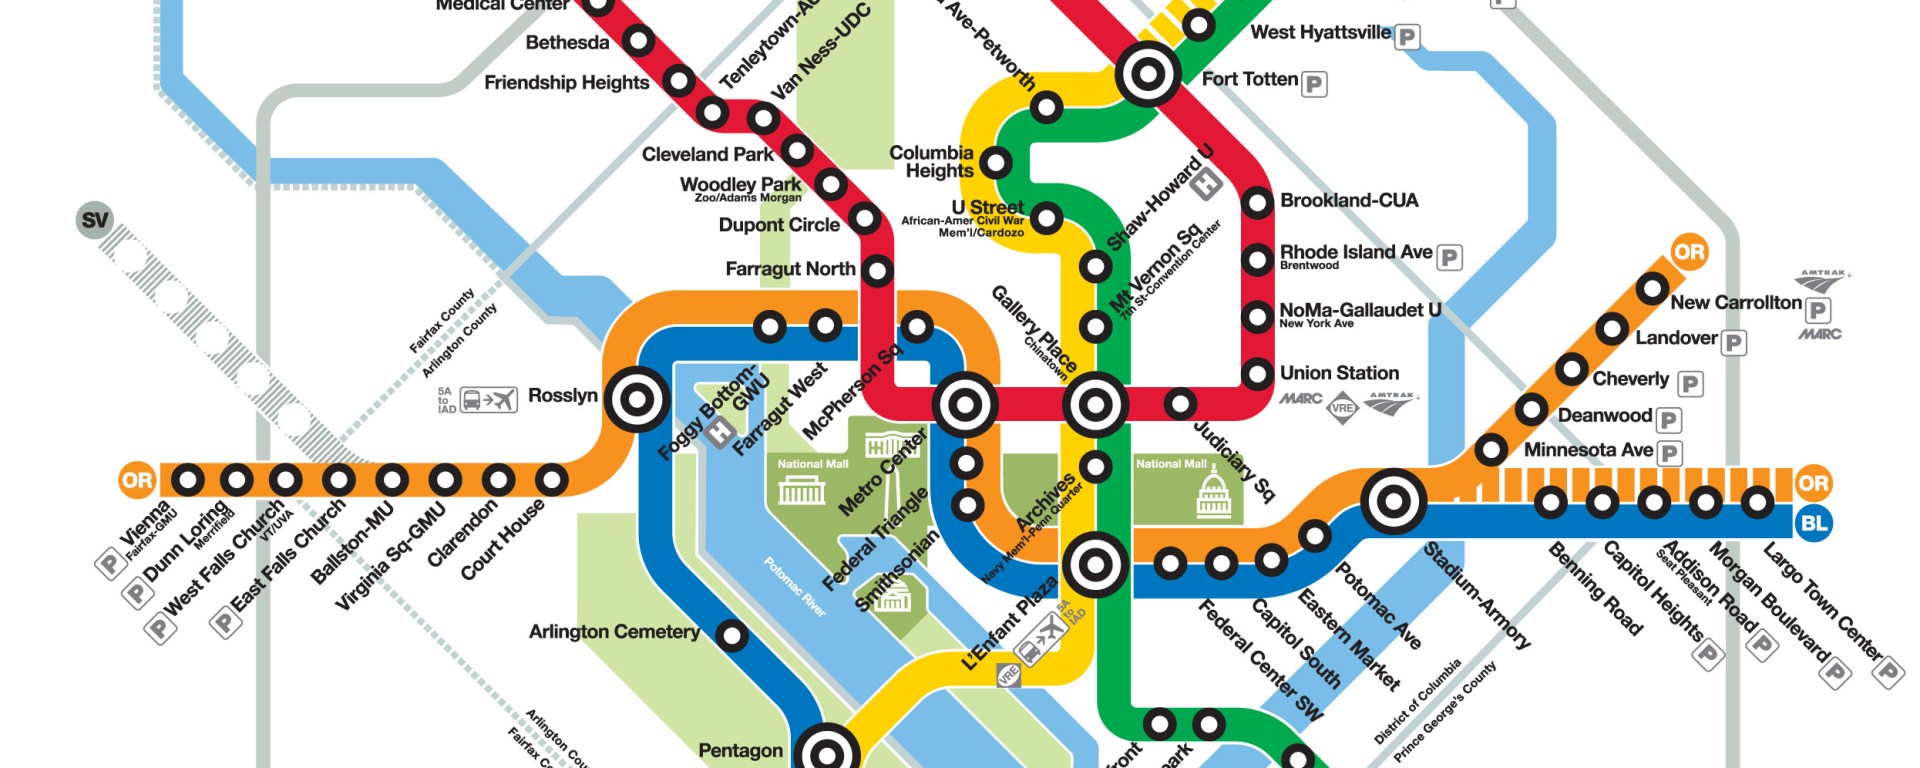 Medical Center
Bethesda
Friendship Heights
Tenleytown-AU
Van Ness-UDC
Cleveland Park
Woodley Park
Zoo/Adams Morgan
Dupont Circle
Farragut North
Ave-Petworth
Columbia
Heights
U Street
African-Amer Civil War
Mem'l/Cardozo
West Hyattsville P
Fort Totten P
Shaw-Howard U
H
Mt Vernon Sq
7th St-Convention Center
Brookland-CUA
Rhode Island Ave P
Brentwood
NoMa-Gallaudet U
New York Ave
Union Station
MARC VRE AMTRAK
Gallery Place
Chinatown
Judiciary Sq
SV
Fairfax County
Arlington County
5A
to
IAD
Rosslyn
Foggy Bottom-
GWU
H
Farragut West
McPherson Sq
Metro Center
Federal Triangle
Smithsonian
National Mall
National Mall
Archives
Navy Mem'l-Penn Quarter
L'Enfant Plaza
5A
to
IAD
VRE
Potomac River
OR
Vienna
Fairfax-GMU
P
Dunn Loring
Merrifield
P
West Falls Church
VT/UVA
P
East Falls Church
P
Ballston-MU
Virginia Sq-GMU
Clarendon
Court House
Arlington Cemetery
Pentagon
Arlington Cou
Fairfax Co
OR
New Carrollton P
AMTRAK
MARC
Landover P
Cheverly P
Deanwood P
Minnesota Ave P
OR
BL
Stadium-Armory
Potomac Ave
Eastern Market
Capitol South
Federal Center SW
Benning Road
Capitol Heights
P
Addison Road
Seat Pleasant
P
Morgan Boulevard
P
Largo Town Center
P
District of Columbia
Prince George's County
front
park